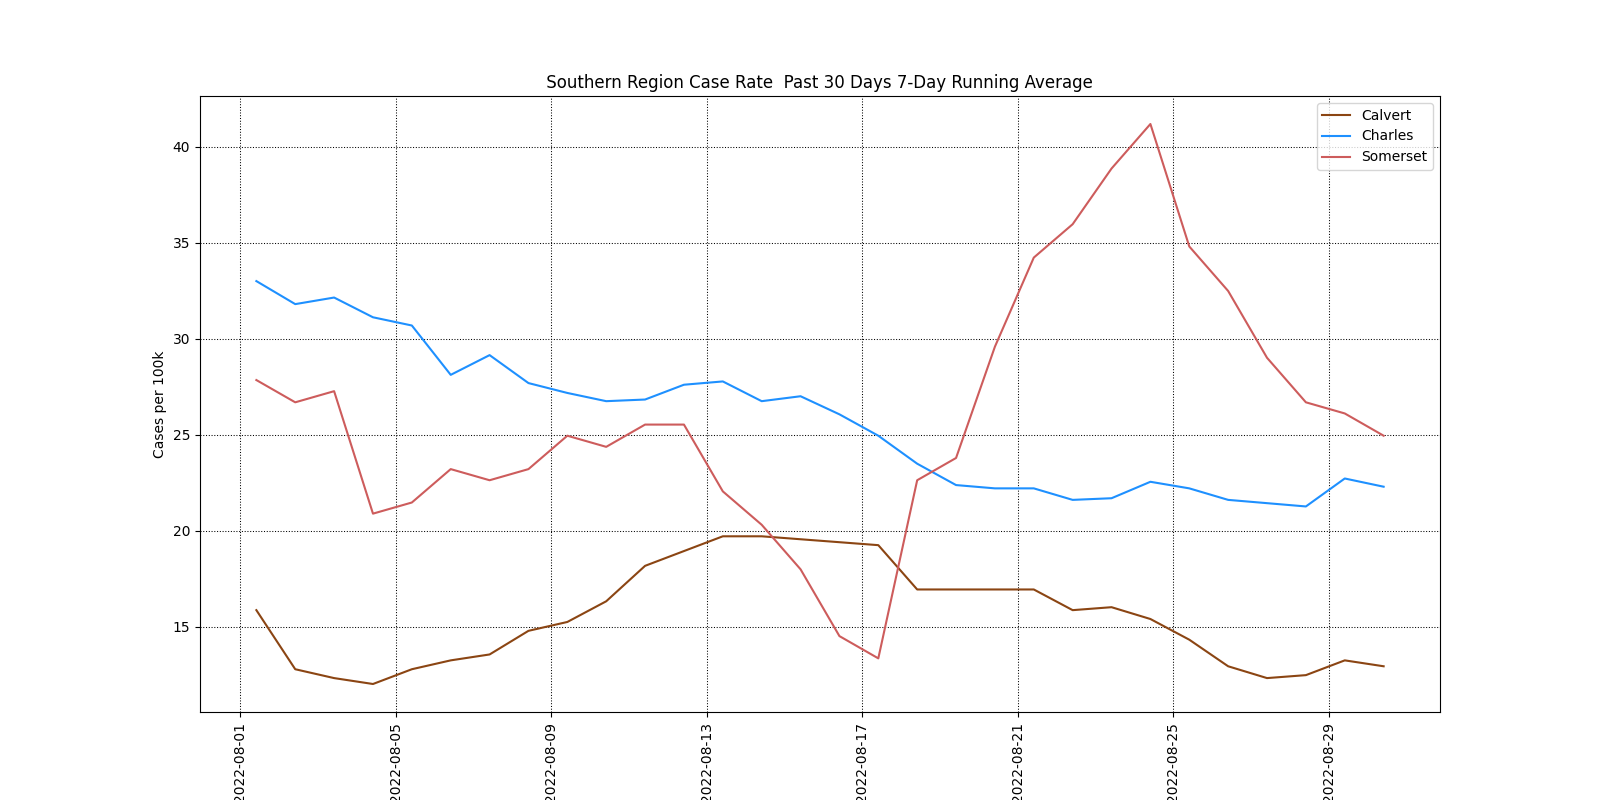 Southern Region Case Rate  Past 30 Days 7-Day Running Average
Calvert
Charles
Somerset
Cases per 100k
40
35
30
25
20
15
2022-08-01
2022-08-05
2022-08-09
2022-08-13
2022-08-17
2022-08-21
2022-08-25
2022-08-29